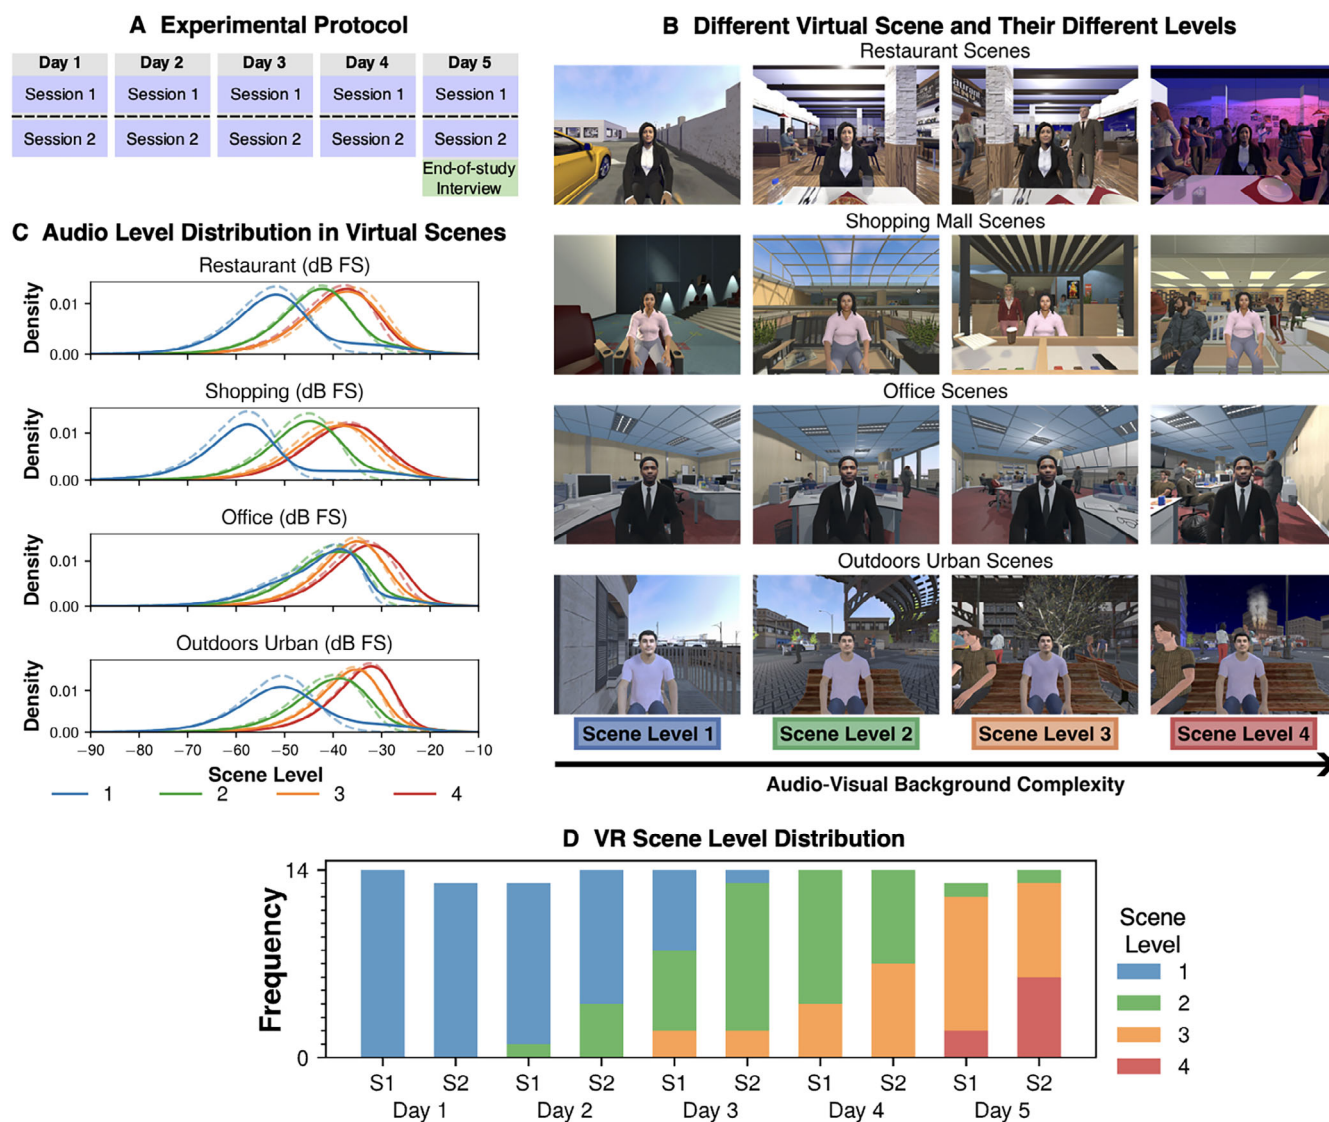 A Experimental Protocol
Day 1 Day 2 Day 3 Day 4 Day 5
Session 1 Session 1 Session 1 Session 1 Session 1
Session 2 Session 2 Session 2 Session 2 Session 2
End-of-study
Interview
B Different Virtual Scene and Their Different Levels
Restaurant Scenes
Shopping Mall Scenes
Office Scenes
Outdoors Urban Scenes
Scene Level 1 Scene Level 2 Scene Level 3 Scene Level 4
Audio-Visual Background Complexity
C Audio Level Distribution in Virtual Scenes
Restaurant (dB FS)
Density
0.01
0.00
Shopping (dB FS)
Density
0.01
0.00
Office (dB FS)
Density
0.01
0.00
Outdoors Urban (dB FS)
Density
0.01
0.00
−90 −80 −70 −60 −50 −40 −30 −20 −10
Scene Level
1 2 3 4
D VR Scene Level Distribution
Frequency
14
0
S1 S2 S1 S2 S1 S2 S1 S2 S1 S2
Day 1 Day 2 Day 3 Day 4 Day 5
Scene
Level
1
2
3
4